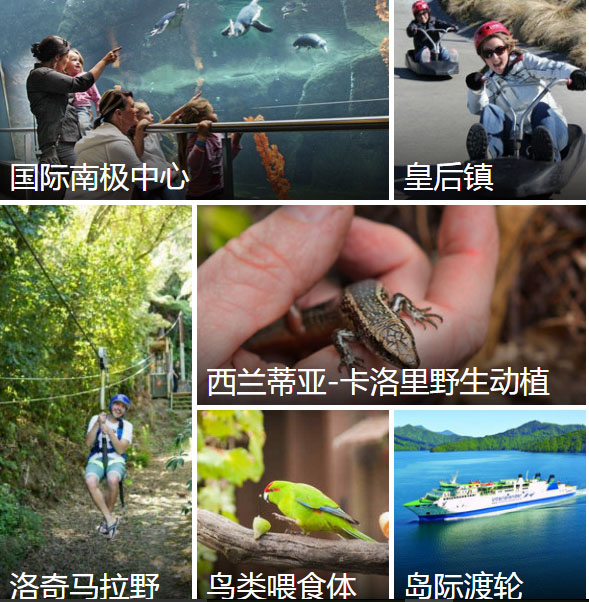 国际南极中心
皇后镇
西兰蒂亚-卡洛里野生动植
洛奇马拉野
鸟类喂食体
岛际渡轮